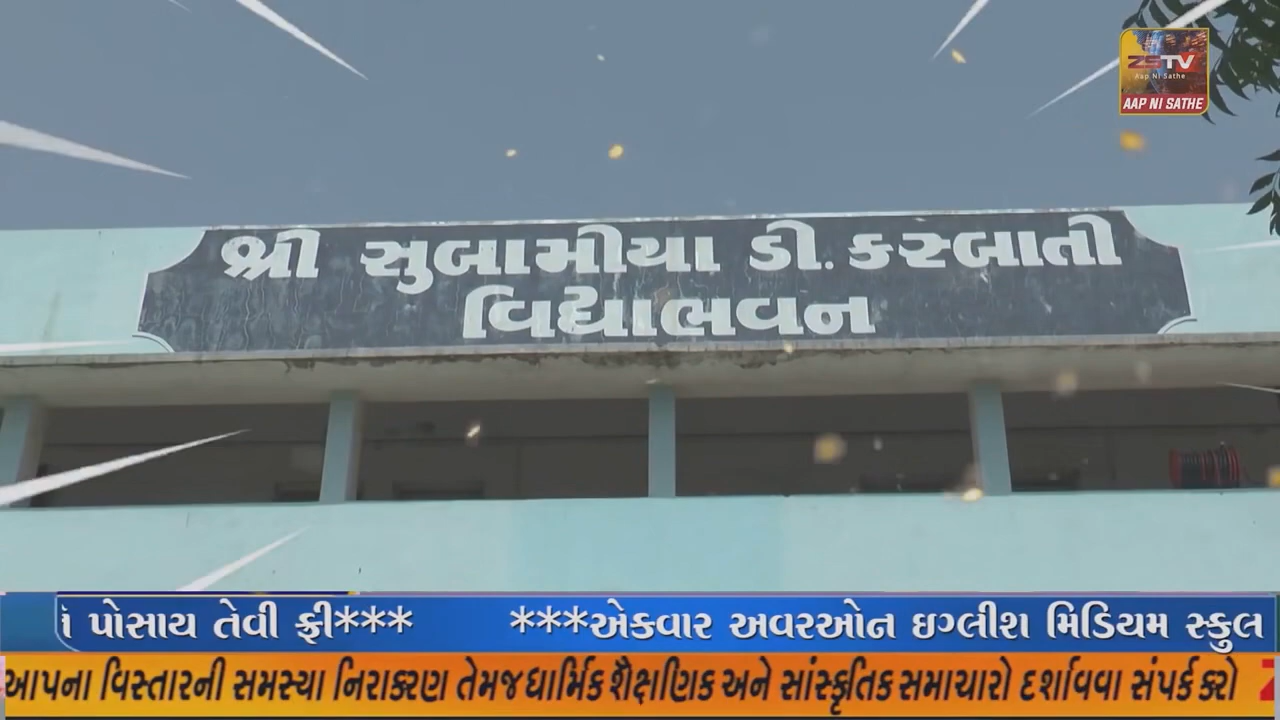 ZSTV
Aap Ni Sathe
AAP NI SATHE
શ્રી સુબામીયા ડી. કરબાતી
વિદ્યાભવન
પોસાય તેવી ફ્રી*** ***એકવાર અવરઓન ઇગ્લીશ મિડિયમ સ્કુલ
આપના વિસ્તારની સમસ્યા નિરાકરણ તેમજ ધાર્મિક શૈક્ષણિક અને સાંસ્કૃતિક સમાચારો દર્શાવવા સંપર્ક કરો